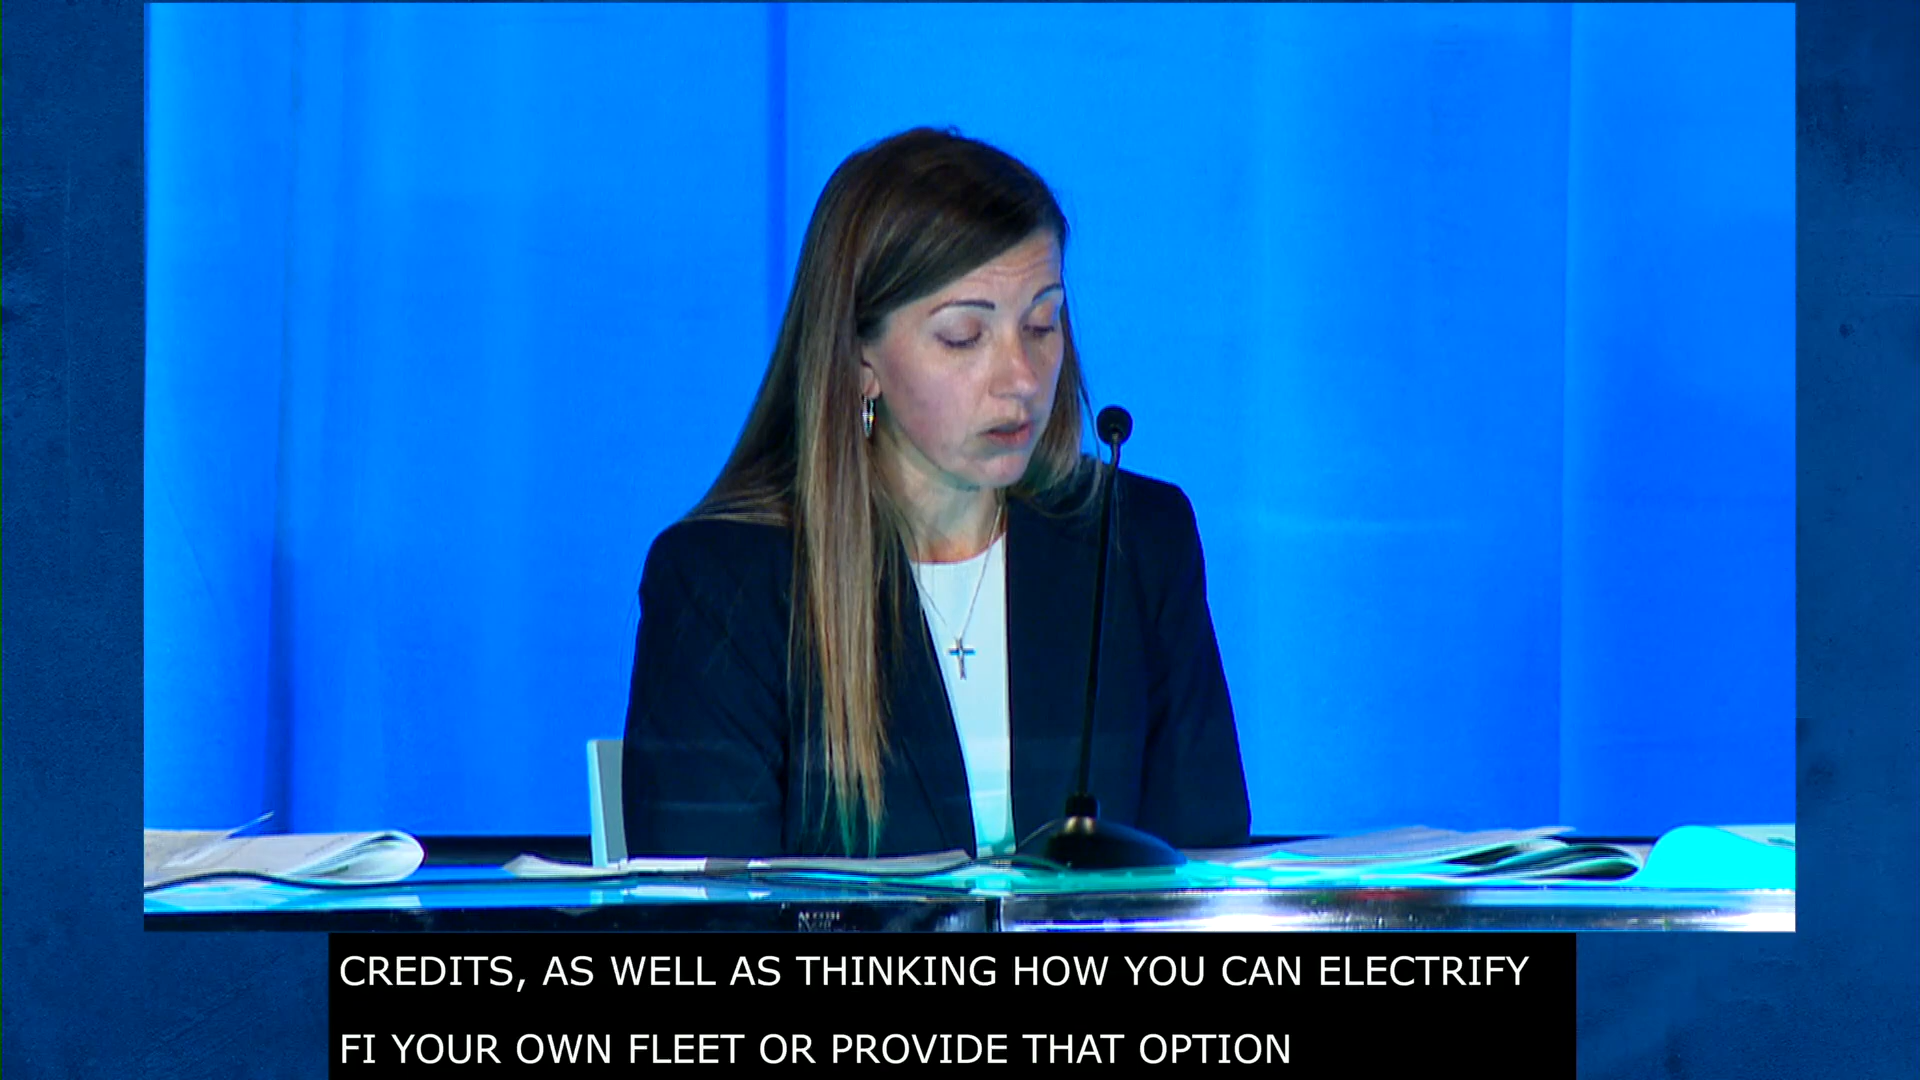 CREDITS, AS WELL AS THINKING HOW YOU CAN ELECTRIFY
FI YOUR OWN FLEET OR PROVIDE THAT OPTION